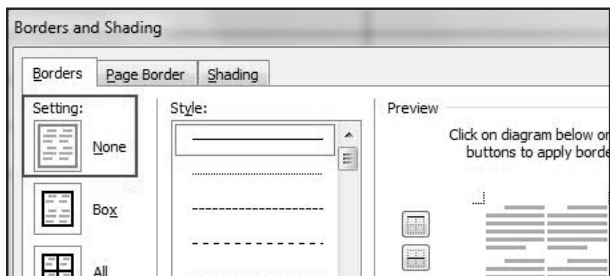 Borders and Shading
Borders Page Border Shading
Setting: Style: Preview
None
Click on diagram below or
buttons to apply borde
Box
All